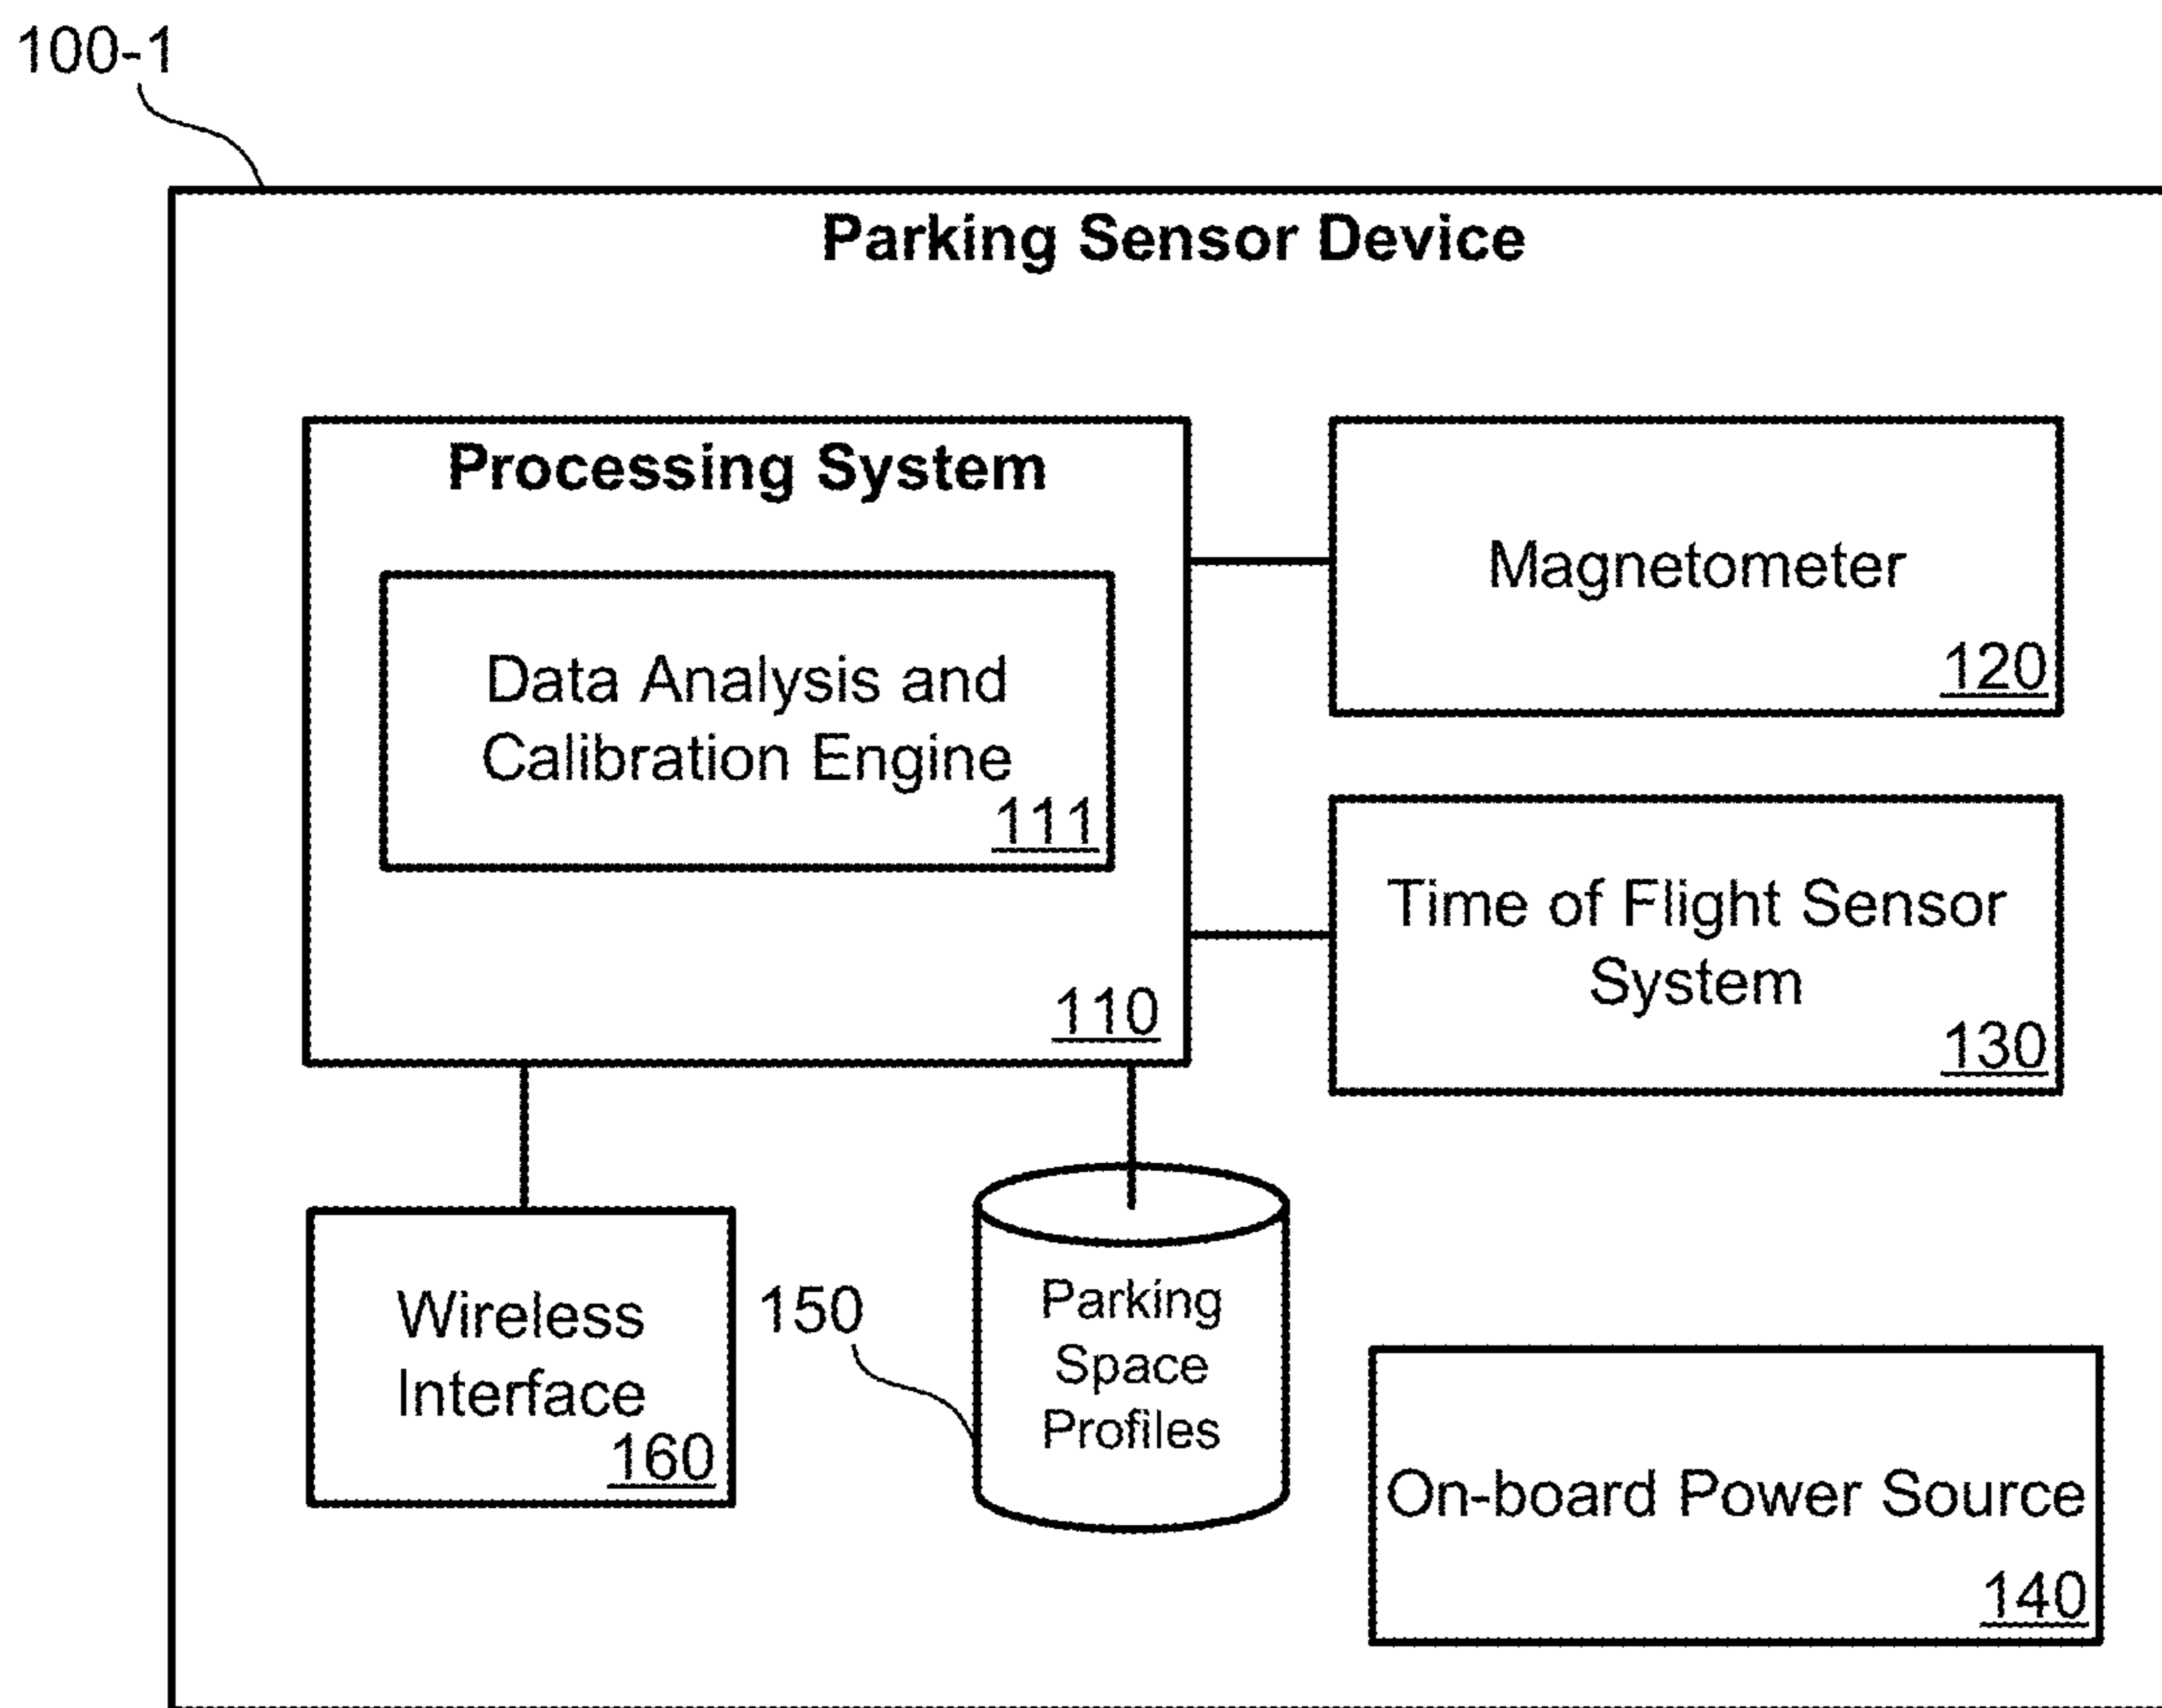 100-1
Parking Sensor Device
Processing System
Data Analysis and
Calibration Engine
111
110
Magnetometer
120
Time of Flight Sensor
System
130
Wireless
Interface
160
150
Parking
Space
Profiles
On-board Power Source
140